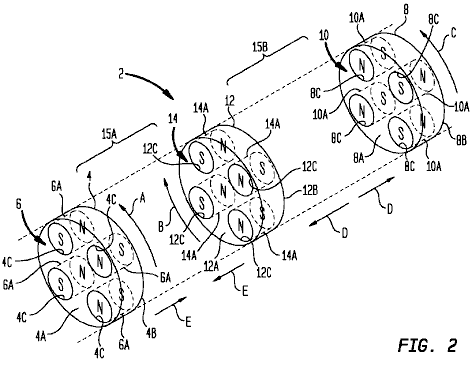 8
10A 8C
10 C
15B
N S
2 8C N
12 10A S S 10A
14 14A 14A N N
15A 12C N 8C S 8B
S S 8A 8C 10A
4 N 12C
6A 4C A S N S 12B D
6 N B 12C N D
S N S 14A 12A 12C 14A
4C N E
6A S N 6A
4C N S E
4A 4C 6A 4B
FIG. 2